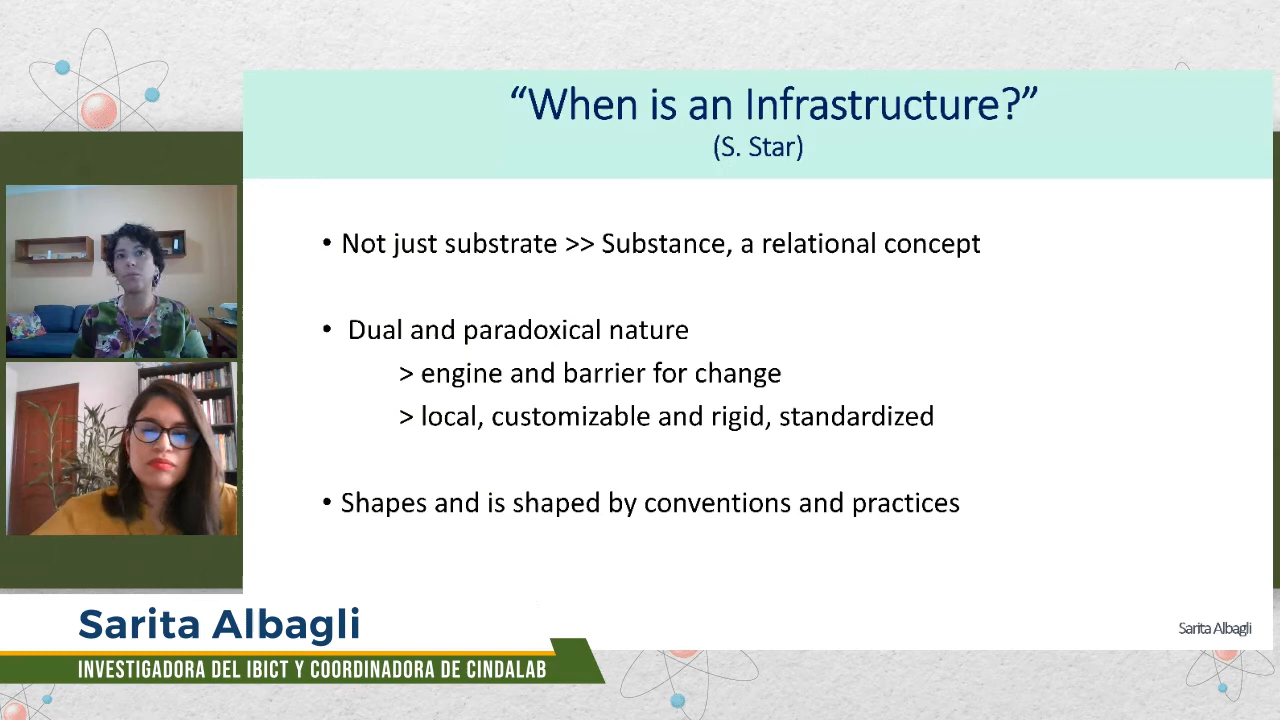 “When is an Infrastructure?”
(S. Star)
• Not just substrate >> Substance, a relational concept
• Dual and paradoxical nature
> engine and barrier for change
> local, customizable and rigid, standardized
• Shapes and is shaped by conventions and practices
Sarita Albagli
Sarita Albagli
INVESTIGADORA DEL IBICT Y COORDINADORA DE CINDALAB